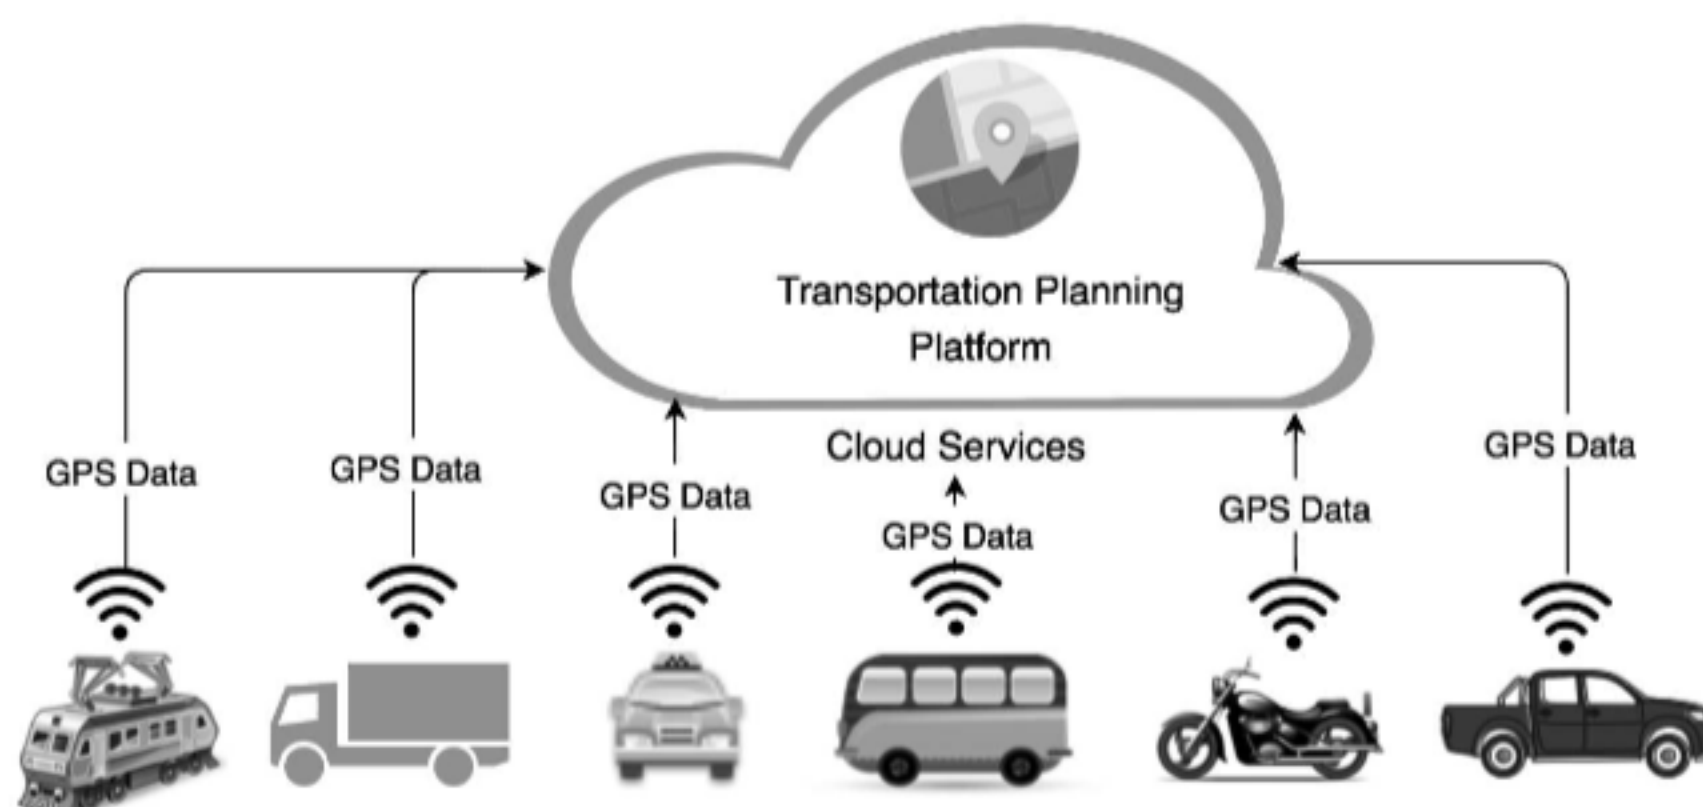 Transportation Planning
Platform
Cloud Services
GPS Data
GPS Data
GPS Data
GPS Data
GPS Data
GPS Data